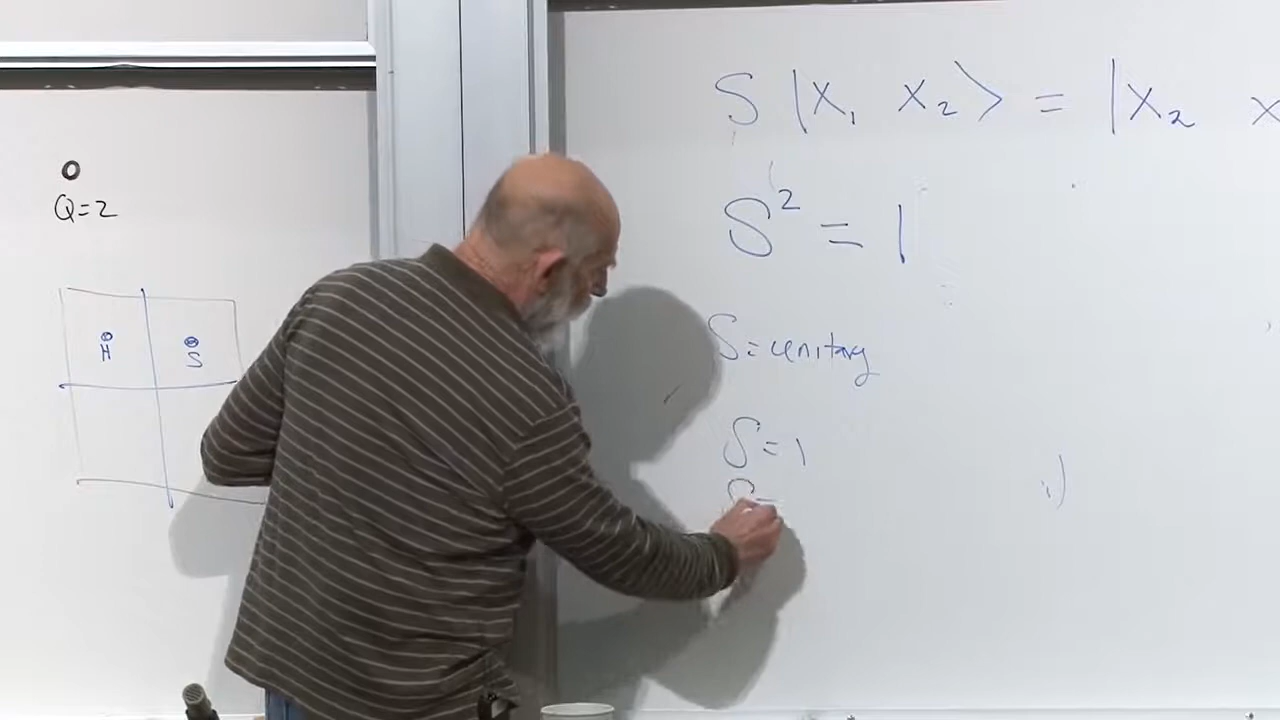 Q=2
H
S
S |x₁ x₂⟩ = |x₂ x
S² = 1
S = unitary
S = 1
S =